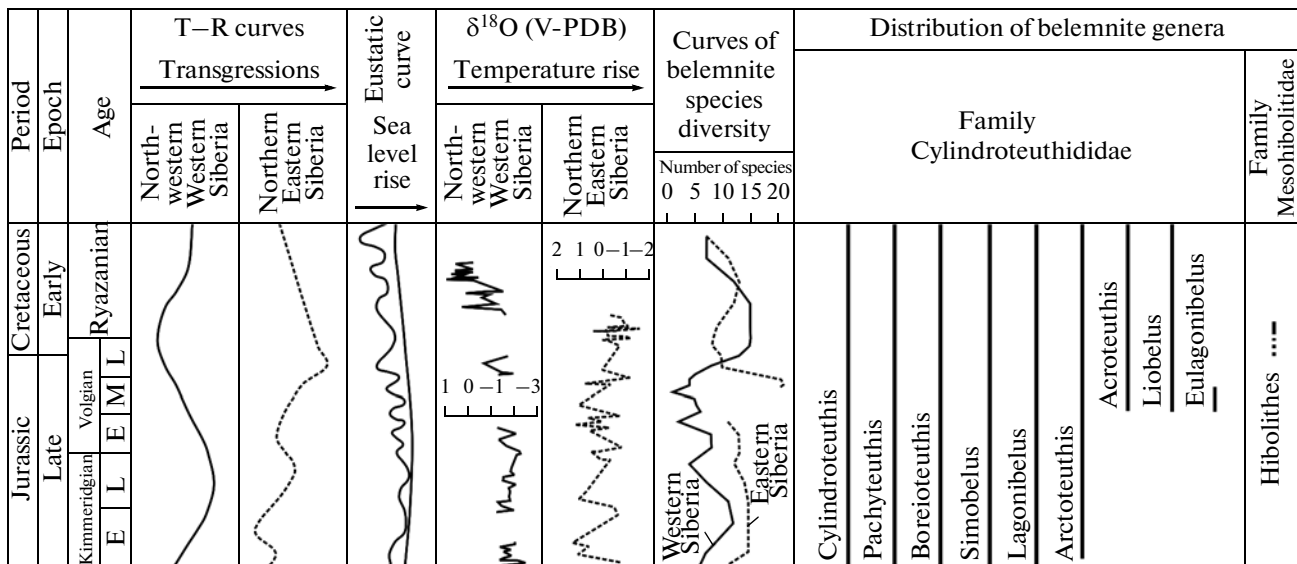 Period
Epoch
Age
T–R curves
Transgressions
North-
western
Western
Siberia
Northern
Eastern
Siberia
Eustatic
curve
Sea
level
rise
δ¹⁸O (V-PDB)
Temperature rise
North-
western
Western
Siberia
Northern
Eastern
Siberia
Curves of
belemnite
species
diversity
Number of species
0 5 10 15 20
Distribution of belemnite genera
Family
Cylindroteuthididae
Family
Mesohibolitidae
Jurassic
Cretaceous
Late
Early
Kimmeridgian
Volgian
Ryazanian
L
M
E
L
E
2 1 0 –1 –2
1 0 –1 –3
Western
Siberia
Eastern
Siberia
Cylindroteuthis
Pachyteuthis
Boreioteuthis
Simobelus
Lagonibelus
Arctoteuthis
Acroteuthis
Liobelus
Eulagonibelus
Hibolithes